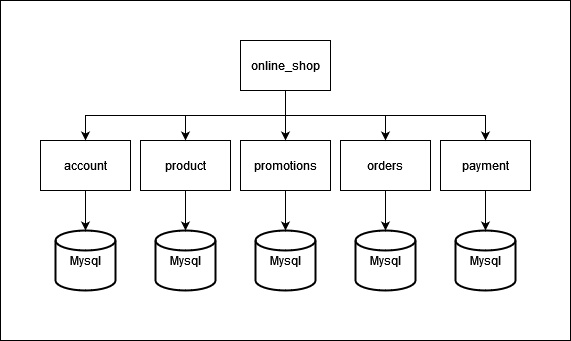 online_shop
account
product
promotions
orders
payment
Mysql
Mysql
Mysql
Mysql
Mysql